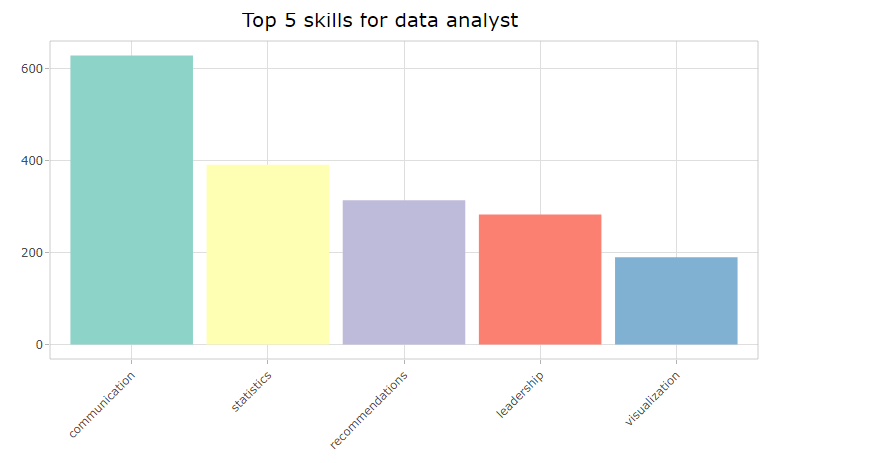 Top 5 skills for data analyst
600
400
200
0
communication
statistics
recommendations
leadership
visualization